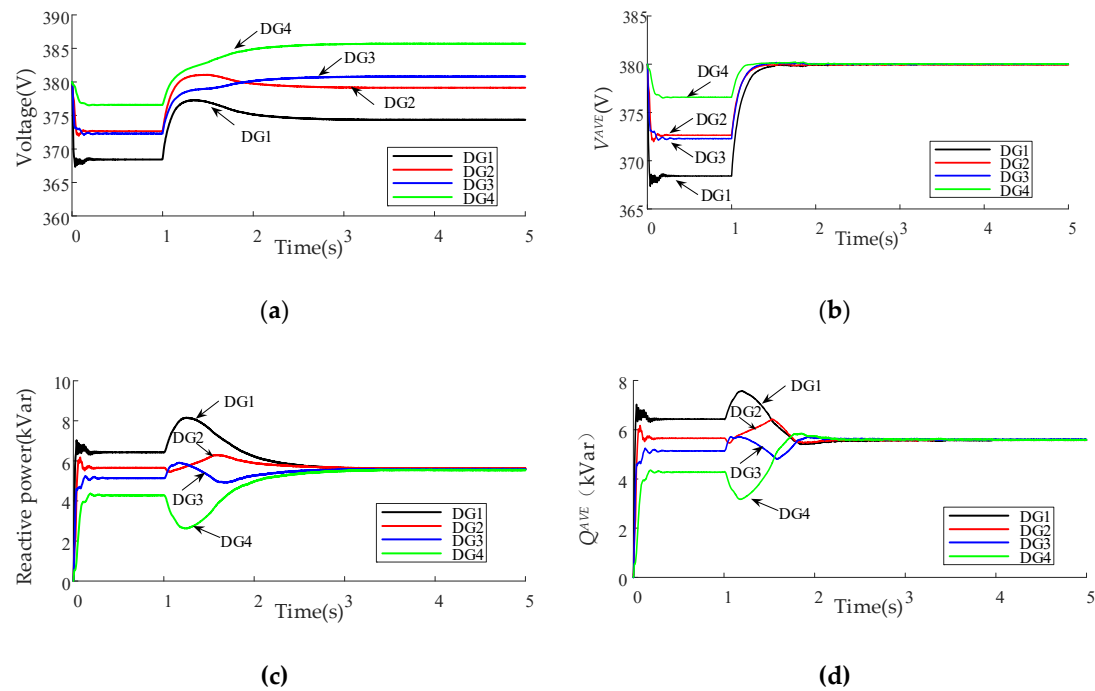 390
385
380
375
370
365
360
Voltage(V)
DG4
DG3
DG2
DG1
DG1
DG2
DG3
DG4
0 1 2 3 4 5
Time(s)
(a)
385
380
375
370
365
V^AVE(V)
DG4
DG2
DG3
DG1
DG1
DG2
DG3
DG4
0 1 2 3 4 5
Time(s)
(b)
10
8
6
4
2
0
Reactive power(kVar)
DG1
DG2
DG3
DG4
DG1
DG2
DG3
DG4
0 1 2 3 4 5
Time(s)
(c)
8
6
4
2
0
Q^AVE (kVar)
DG1
DG2
DG3
DG4
DG1
DG2
DG3
DG4
0 1 2 3 4 5
Time(s)
(d)